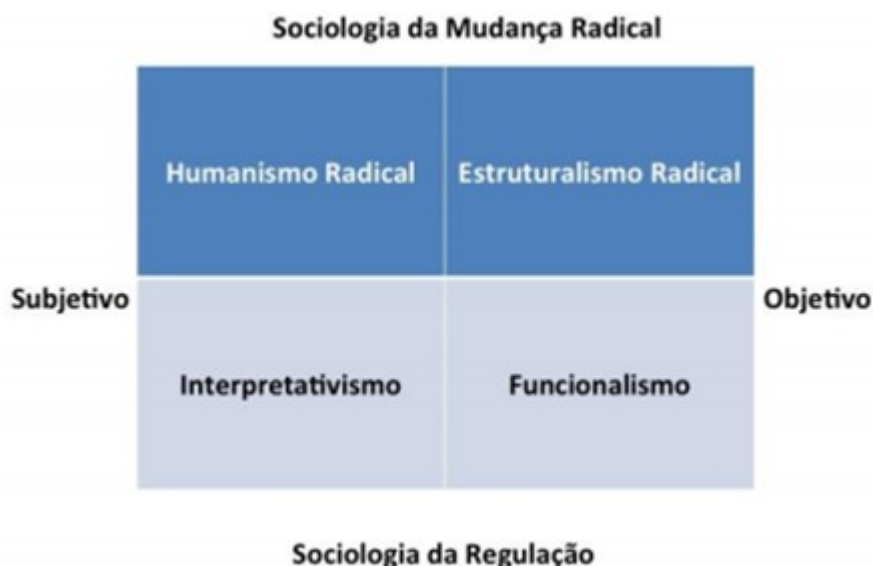 Sociologia da Mudança Radical
Humanismo Radical
Estruturalismo Radical
Subjetivo
Objetivo
Interpretativismo
Funcionalismo
Sociologia da Regulação